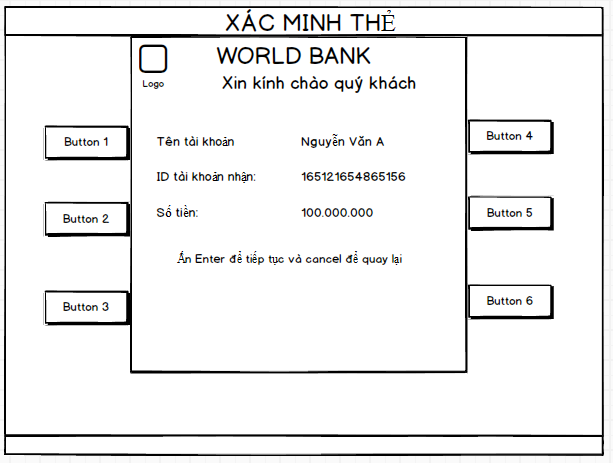 XÁC MINH THẺ
WORLD BANK
Logo
Xin kính chào quý khách
Button 1
Button 4
Tên tài khoản
Nguyễn Văn A
ID tài khoản nhận:
165121654865156
Button 2
Button 5
Số tiền:
100.000.000
Ấn Enter để tiếp tục và cancel để quay lại
Button 3
Button 6